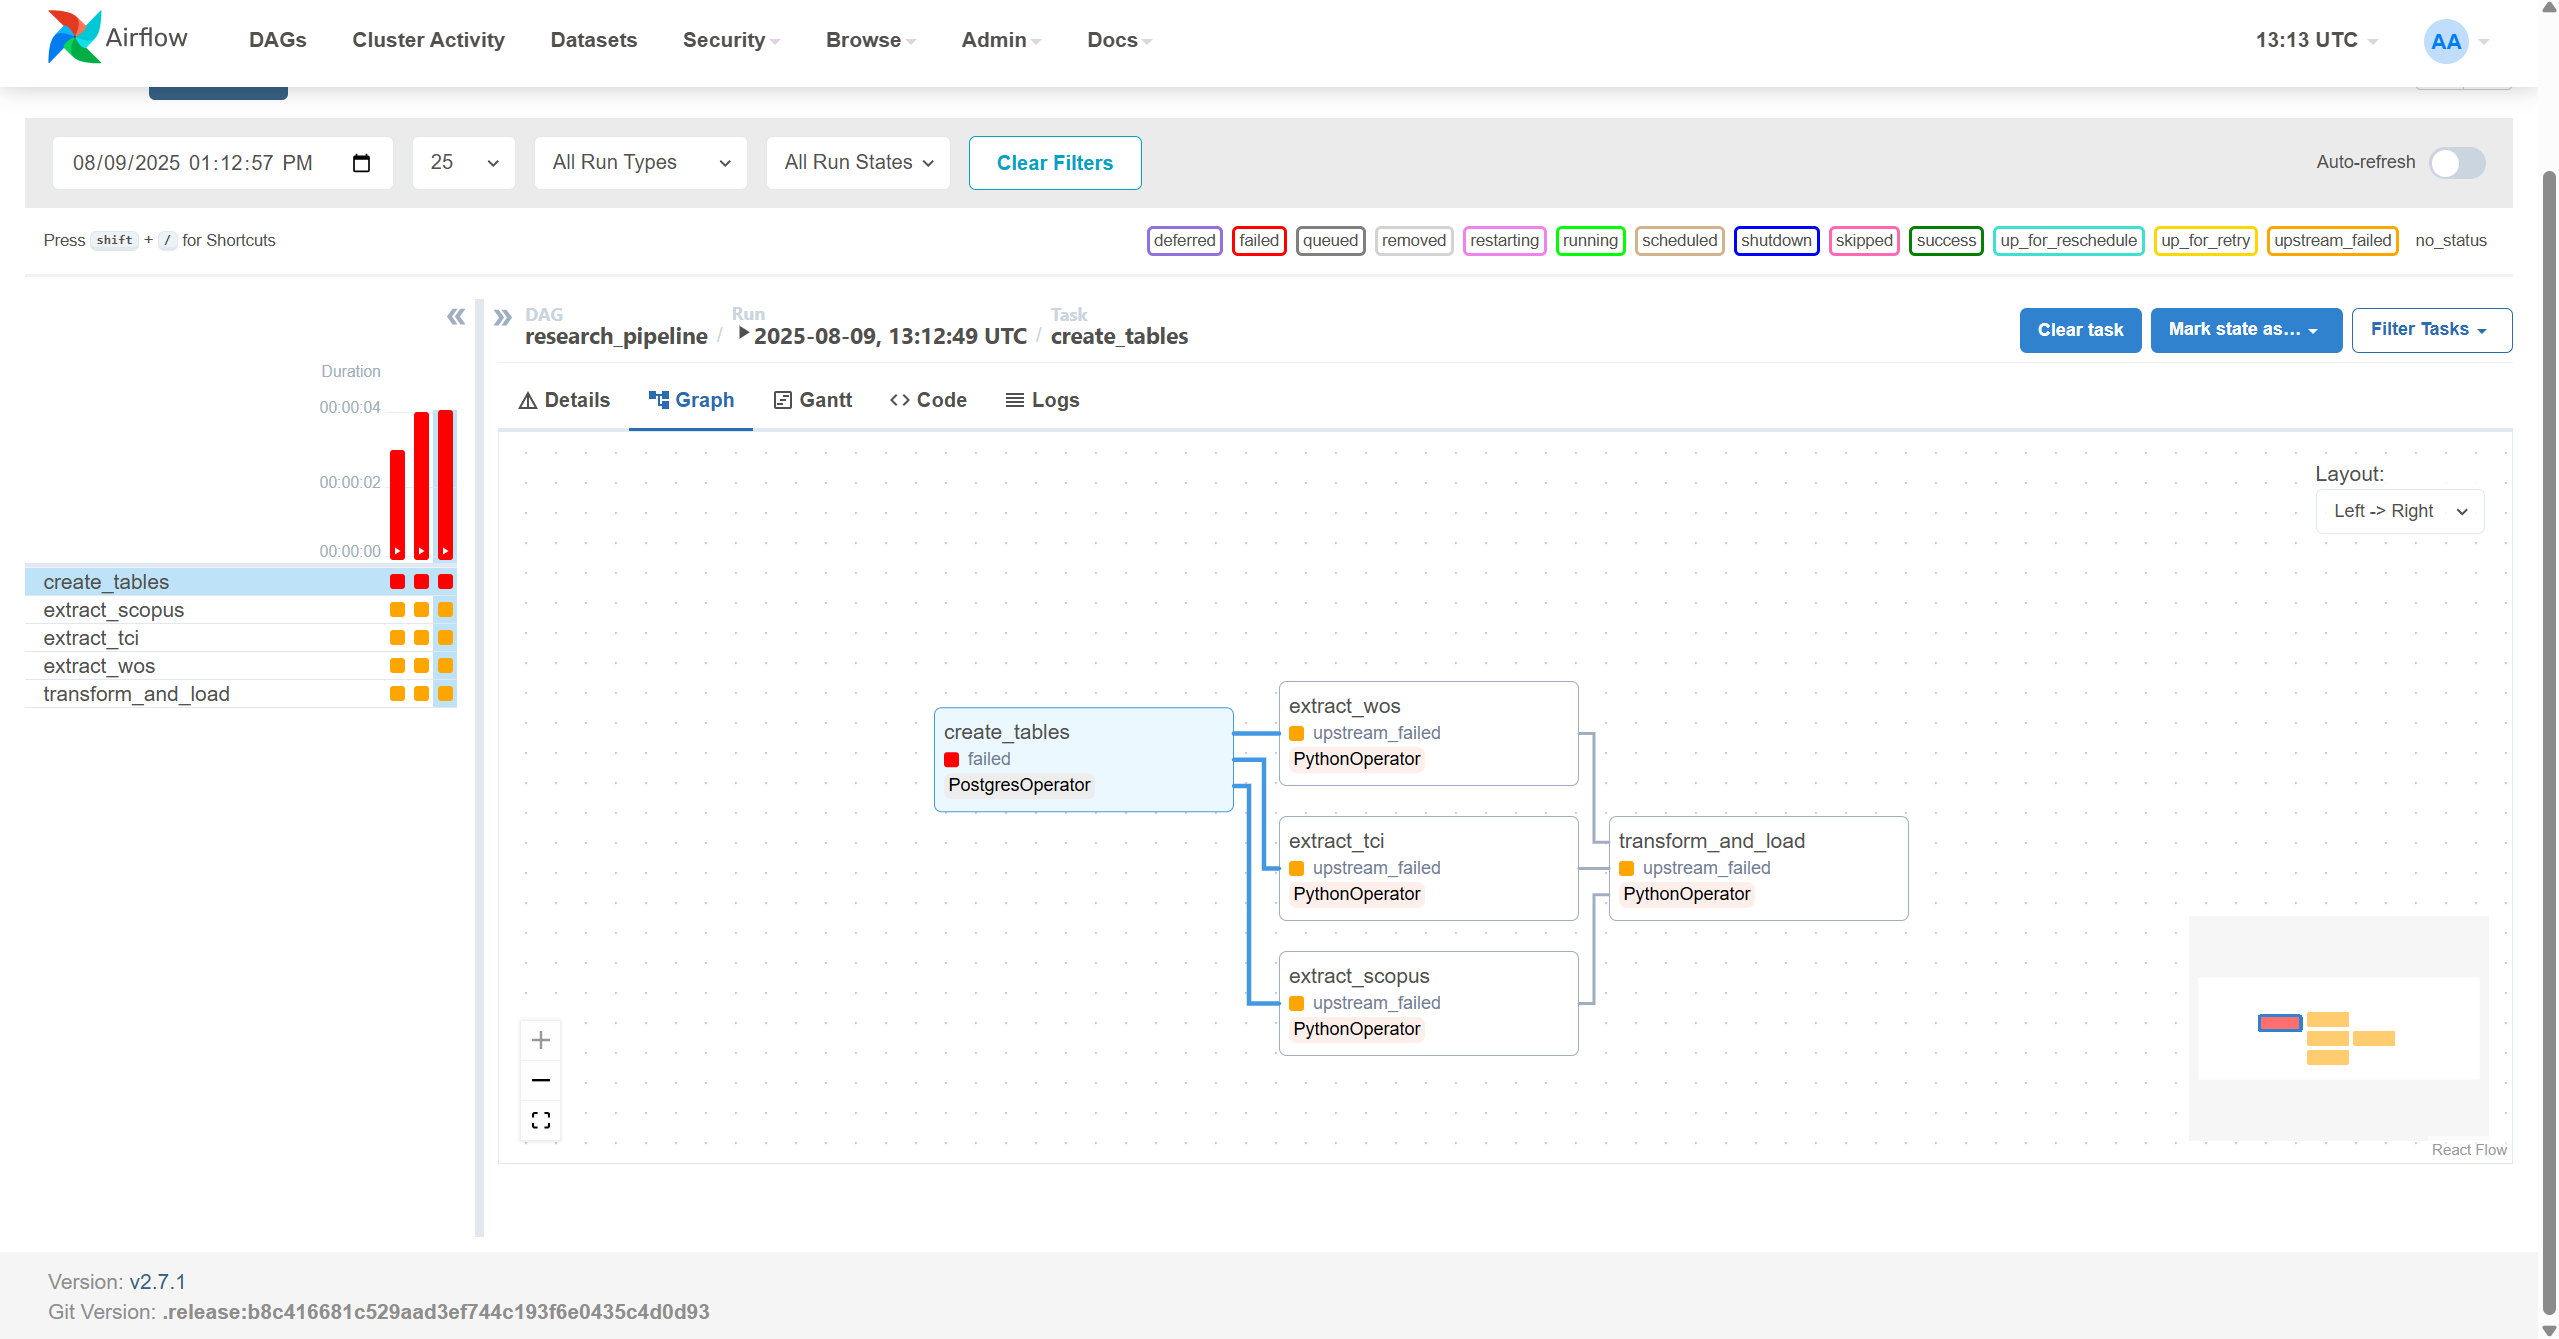 Airflow
DAGs
Cluster Activity
Datasets
Security
Browse
Admin
Docs
13:13 UTC
AA
08/09/2025 01:12:57 PM
25
All Run Types
All Run States
Clear Filters
Auto-refresh
Press shift + / for Shortcuts
deferred
failed
queued
removed
restarting
running
scheduled
shutdown
skipped
success
up_for_reschedule
up_for_retry
upstream_failed
no_status
DAG
research_pipeline
/
Run
2025-08-09, 13:12:49 UTC
/
Task
create_tables
Clear task
Mark state as…
Filter Tasks
Duration
00:00:04
00:00:02
00:00:00
create_tables
extract_scopus
extract_tci
extract_wos
transform_and_load
Details
Graph
Gantt
Code
Logs
Layout:
Left -> Right
create_tables
failed
PostgresOperator
extract_wos
upstream_failed
PythonOperator
extract_tci
upstream_failed
PythonOperator
extract_scopus
upstream_failed
PythonOperator
transform_and_load
upstream_failed
PythonOperator
React Flow
Version: v2.7.1
Git Version: .release:b8c416681c529aad3ef744c193f6e0435c4d0d93